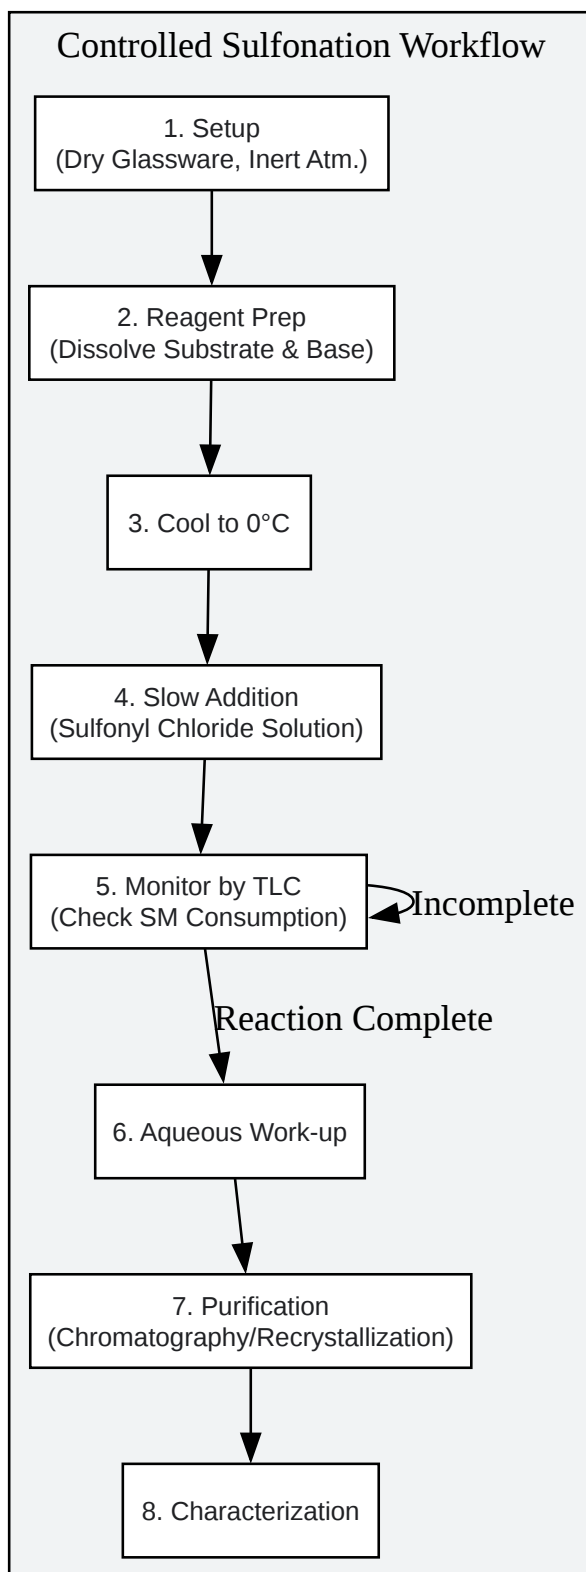 Controlled Sulfonation Workflow
1. Setup
(Dry Glassware, Inert Atm.)
2. Reagent Prep
(Dissolve Substrate & Base)
3. Cool to 0°C
4. Slow Addition
(Sulfonyl Chloride Solution)
5. Monitor by TLC
(Check SM Consumption)
Incomplete
Reaction Complete
6. Aqueous Work-up
7. Purification
(Chromatography/Recrystallization)
8. Characterization